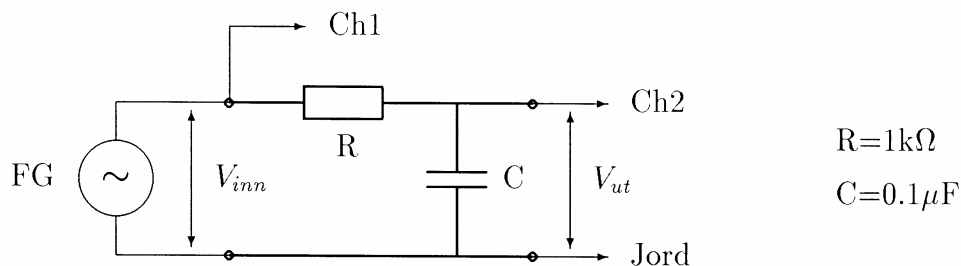 Ch1
Ch2
R
FG
~
V_inn
C
V_ut
R=1kΩ
C=0.1μF
Jord